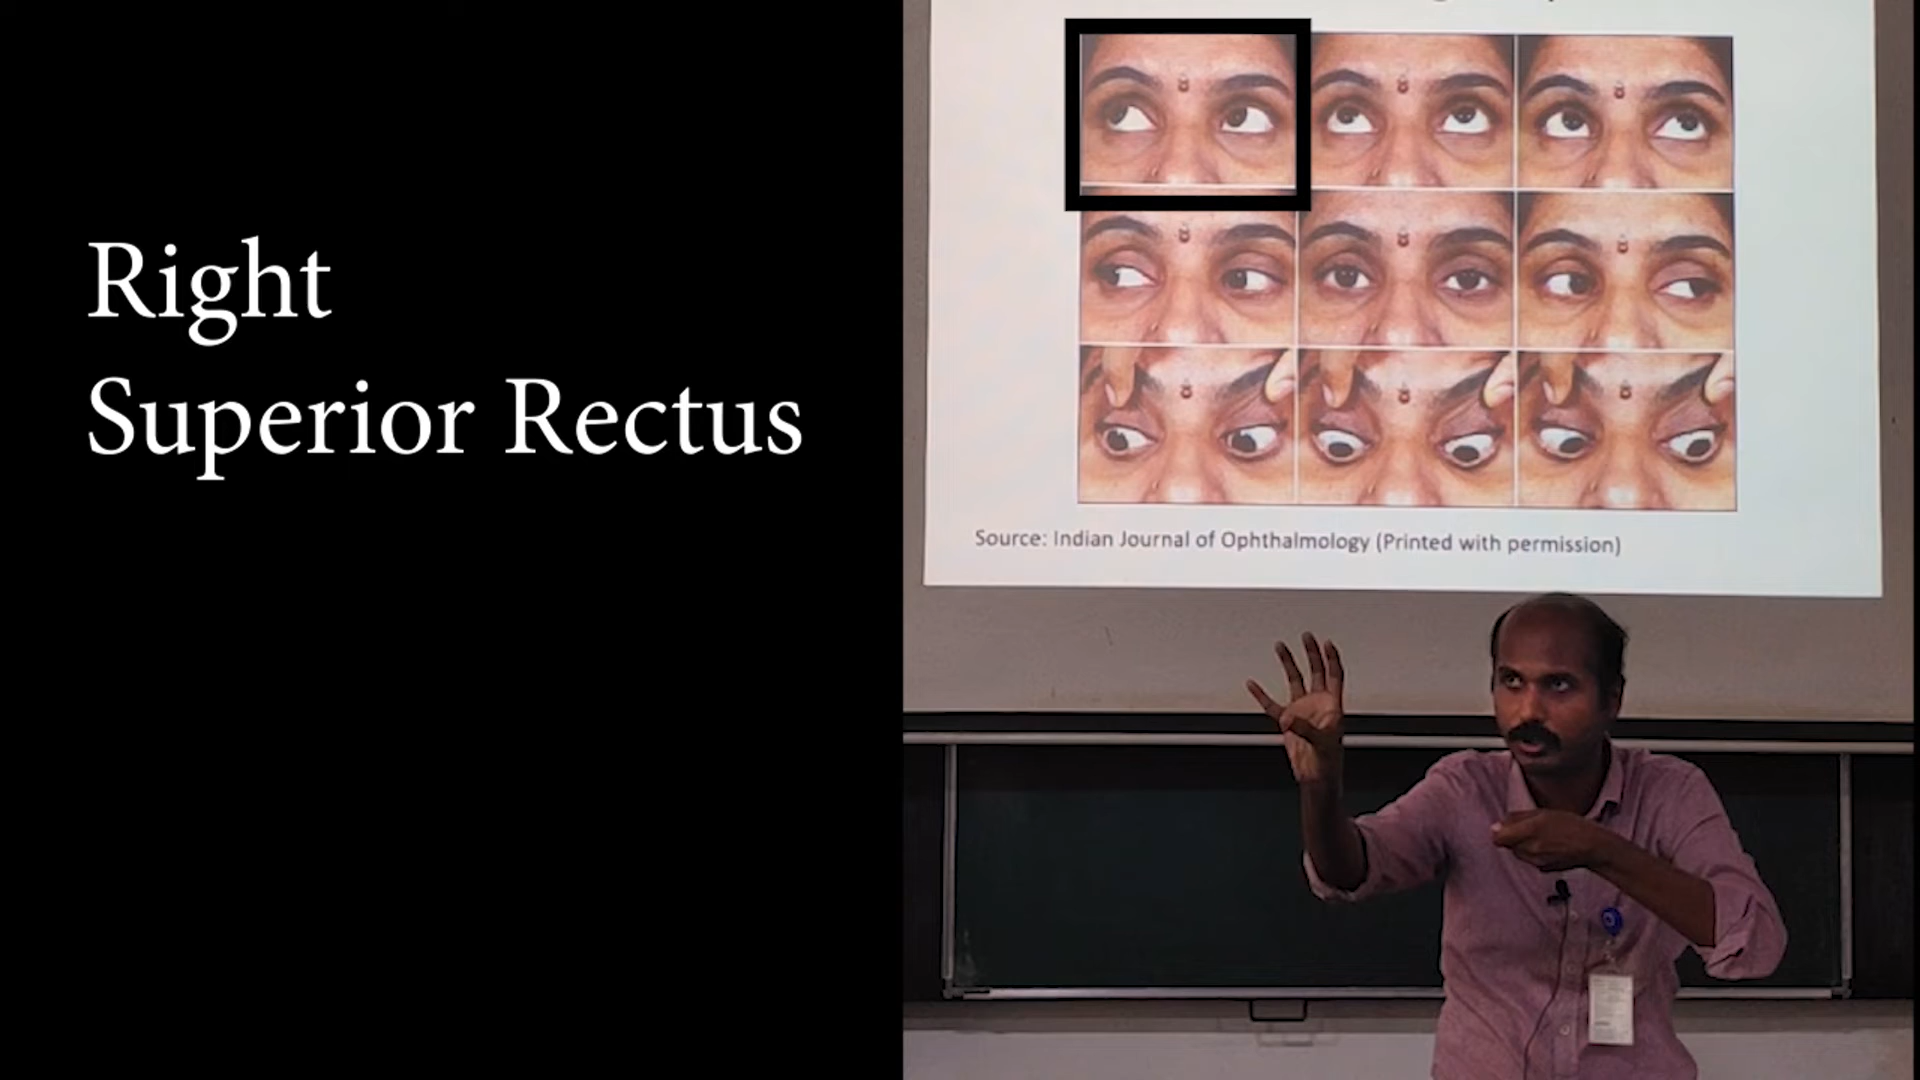 Right
Superior Rectus
Source: Indian Journal of Ophthalmology (Printed with permission)